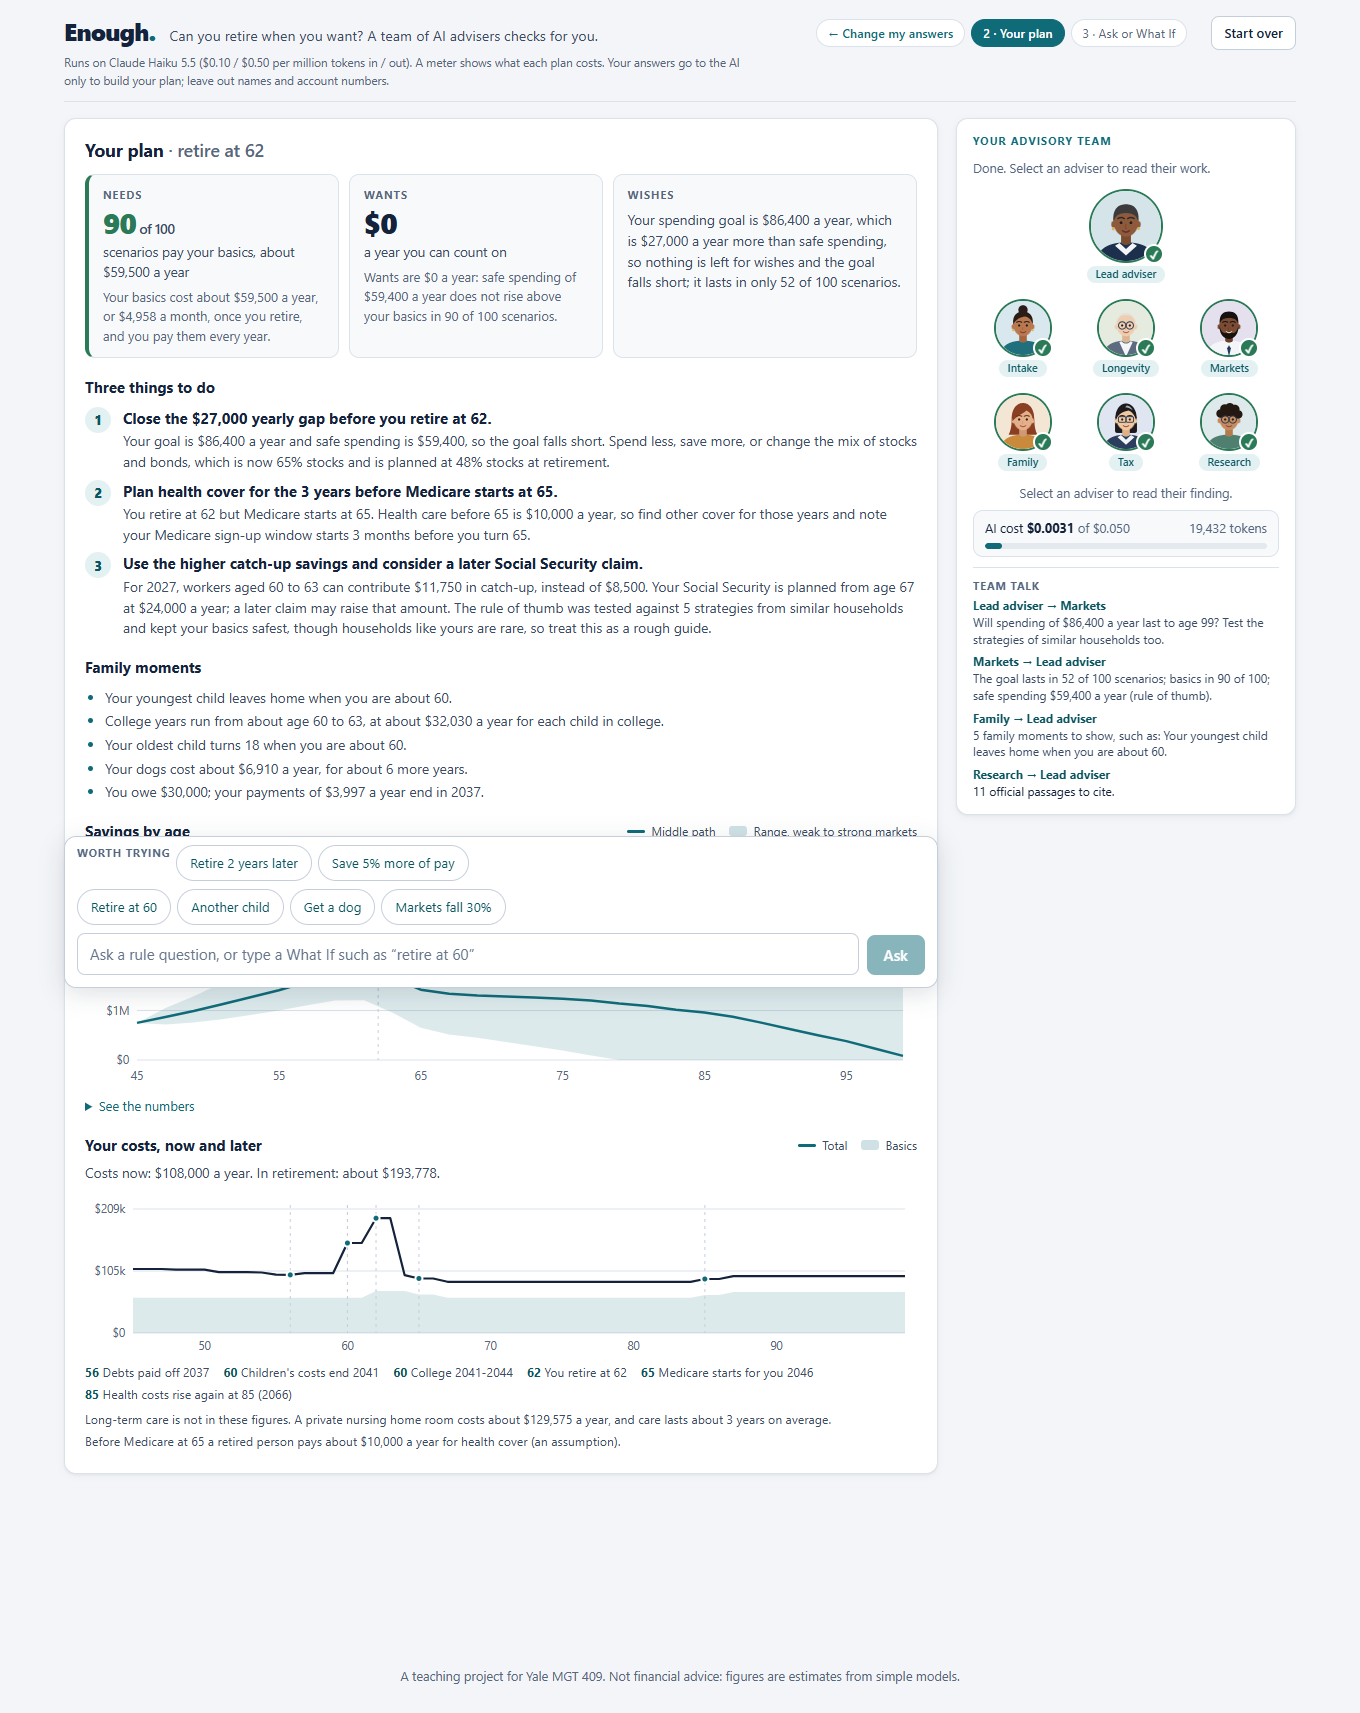 Enough. Can you retire when you want? A team of AI advisers checks for you.
← Change my answers
2 · Your plan
3 · Ask or What If
Start over
Runs on Claude Haiku 5.5 ($0.10 / $0.50 per million tokens in / out). A meter shows what each plan costs. Your answers go to the AI
only to build your plan; leave out names and account numbers.
Your plan · retire at 62
NEEDS
90 of 100
scenarios pay your basics, about
$59,500 a year
Your basics cost about $59,500 a year,
or $4,958 a month, once you retire,
and you pay them every year.
WANTS
$0
a year you can count on
Wants are $0 a year: safe spending of
$59,400 a year does not rise above
your basics in 90 of 100 scenarios.
WISHES
Your spending goal is $86,400 a year, which
is $27,000 a year more than safe spending,
so nothing is left for wishes and the goal
falls short; it lasts in only 52 of 100 scenarios.
Three things to do
1 Close the $27,000 yearly gap before you retire at 62.
Your goal is $86,400 a year and safe spending is $59,400, so the goal falls short. Spend less, save more, or change the mix of stocks
and bonds, which is now 65% stocks and is planned at 48% stocks at retirement.
2 Plan health cover for the 3 years before Medicare starts at 65.
You retire at 62 but Medicare starts at 65. Health care before 65 is $10,000 a year, so find other cover for those years and note
your Medicare sign-up window starts 3 months before you turn 65.
3 Use the higher catch-up savings and consider a later Social Security claim.
For 2027, workers aged 60 to 63 can contribute $11,750 in catch-up, instead of $8,500. Your Social Security is planned from age 67
at $24,000 a year; a later claim may raise that amount. The rule of thumb was tested against 5 strategies from similar households
and kept your basics safest, though households like yours are rare, so treat this as a rough guide.
Family moments
• Your youngest child leaves home when you are about 60.
• College years run from about age 60 to 63, at about $32,030 a year for each child in college.
• Your oldest child turns 18 when you are about 60.
• Your dogs cost about $6,910 a year, for about 6 more years.
• You owe $30,000; your payments of $3,997 a year end in 2037.
Savings by age
Middle path
Range, weak to strong markets
WORTH TRYING
Retire 2 years later
Save 5% more of pay
Retire at 60
Another child
Get a dog
Markets fall 30%
Ask a rule question, or type a What If such as “retire at 60”
Ask
$1M
$0
45 55 65 75 85 95
▶ See the numbers
Your costs, now and later
Total
Basics
Costs now: $108,000 a year. In retirement: about $193,778.
$209k
$105k
$0
50 60 70 80 90
56 Debts paid off 2037 60 Children's costs end 2041 60 College 2041-2044 62 You retire at 62 65 Medicare starts for you 2046
85 Health costs rise again at 85 (2066)
Long-term care is not in these figures. A private nursing home room costs about $129,575 a year, and care lasts about 3 years on average.
Before Medicare at 65 a retired person pays about $10,000 a year for health cover (an assumption).
YOUR ADVISORY TEAM
Done. Select an adviser to read their work.
Lead adviser
Intake
Longevity
Markets
Family
Tax
Research
Select an adviser to read their finding.
AI cost $0.0031 of $0.050
19,432 tokens
TEAM TALK
Lead adviser → Markets
Will spending of $86,400 a year last to age 99? Test the
strategies of similar households too.
Markets → Lead adviser
The goal lasts in 52 of 100 scenarios; basics in 90 of 100;
safe spending $59,400 a year (rule of thumb).
Family → Lead adviser
5 family moments to show, such as: Your youngest child
leaves home when you are about 60.
Research → Lead adviser
11 official passages to cite.
A teaching project for Yale MGT 409. Not financial advice: figures are estimates from simple models.